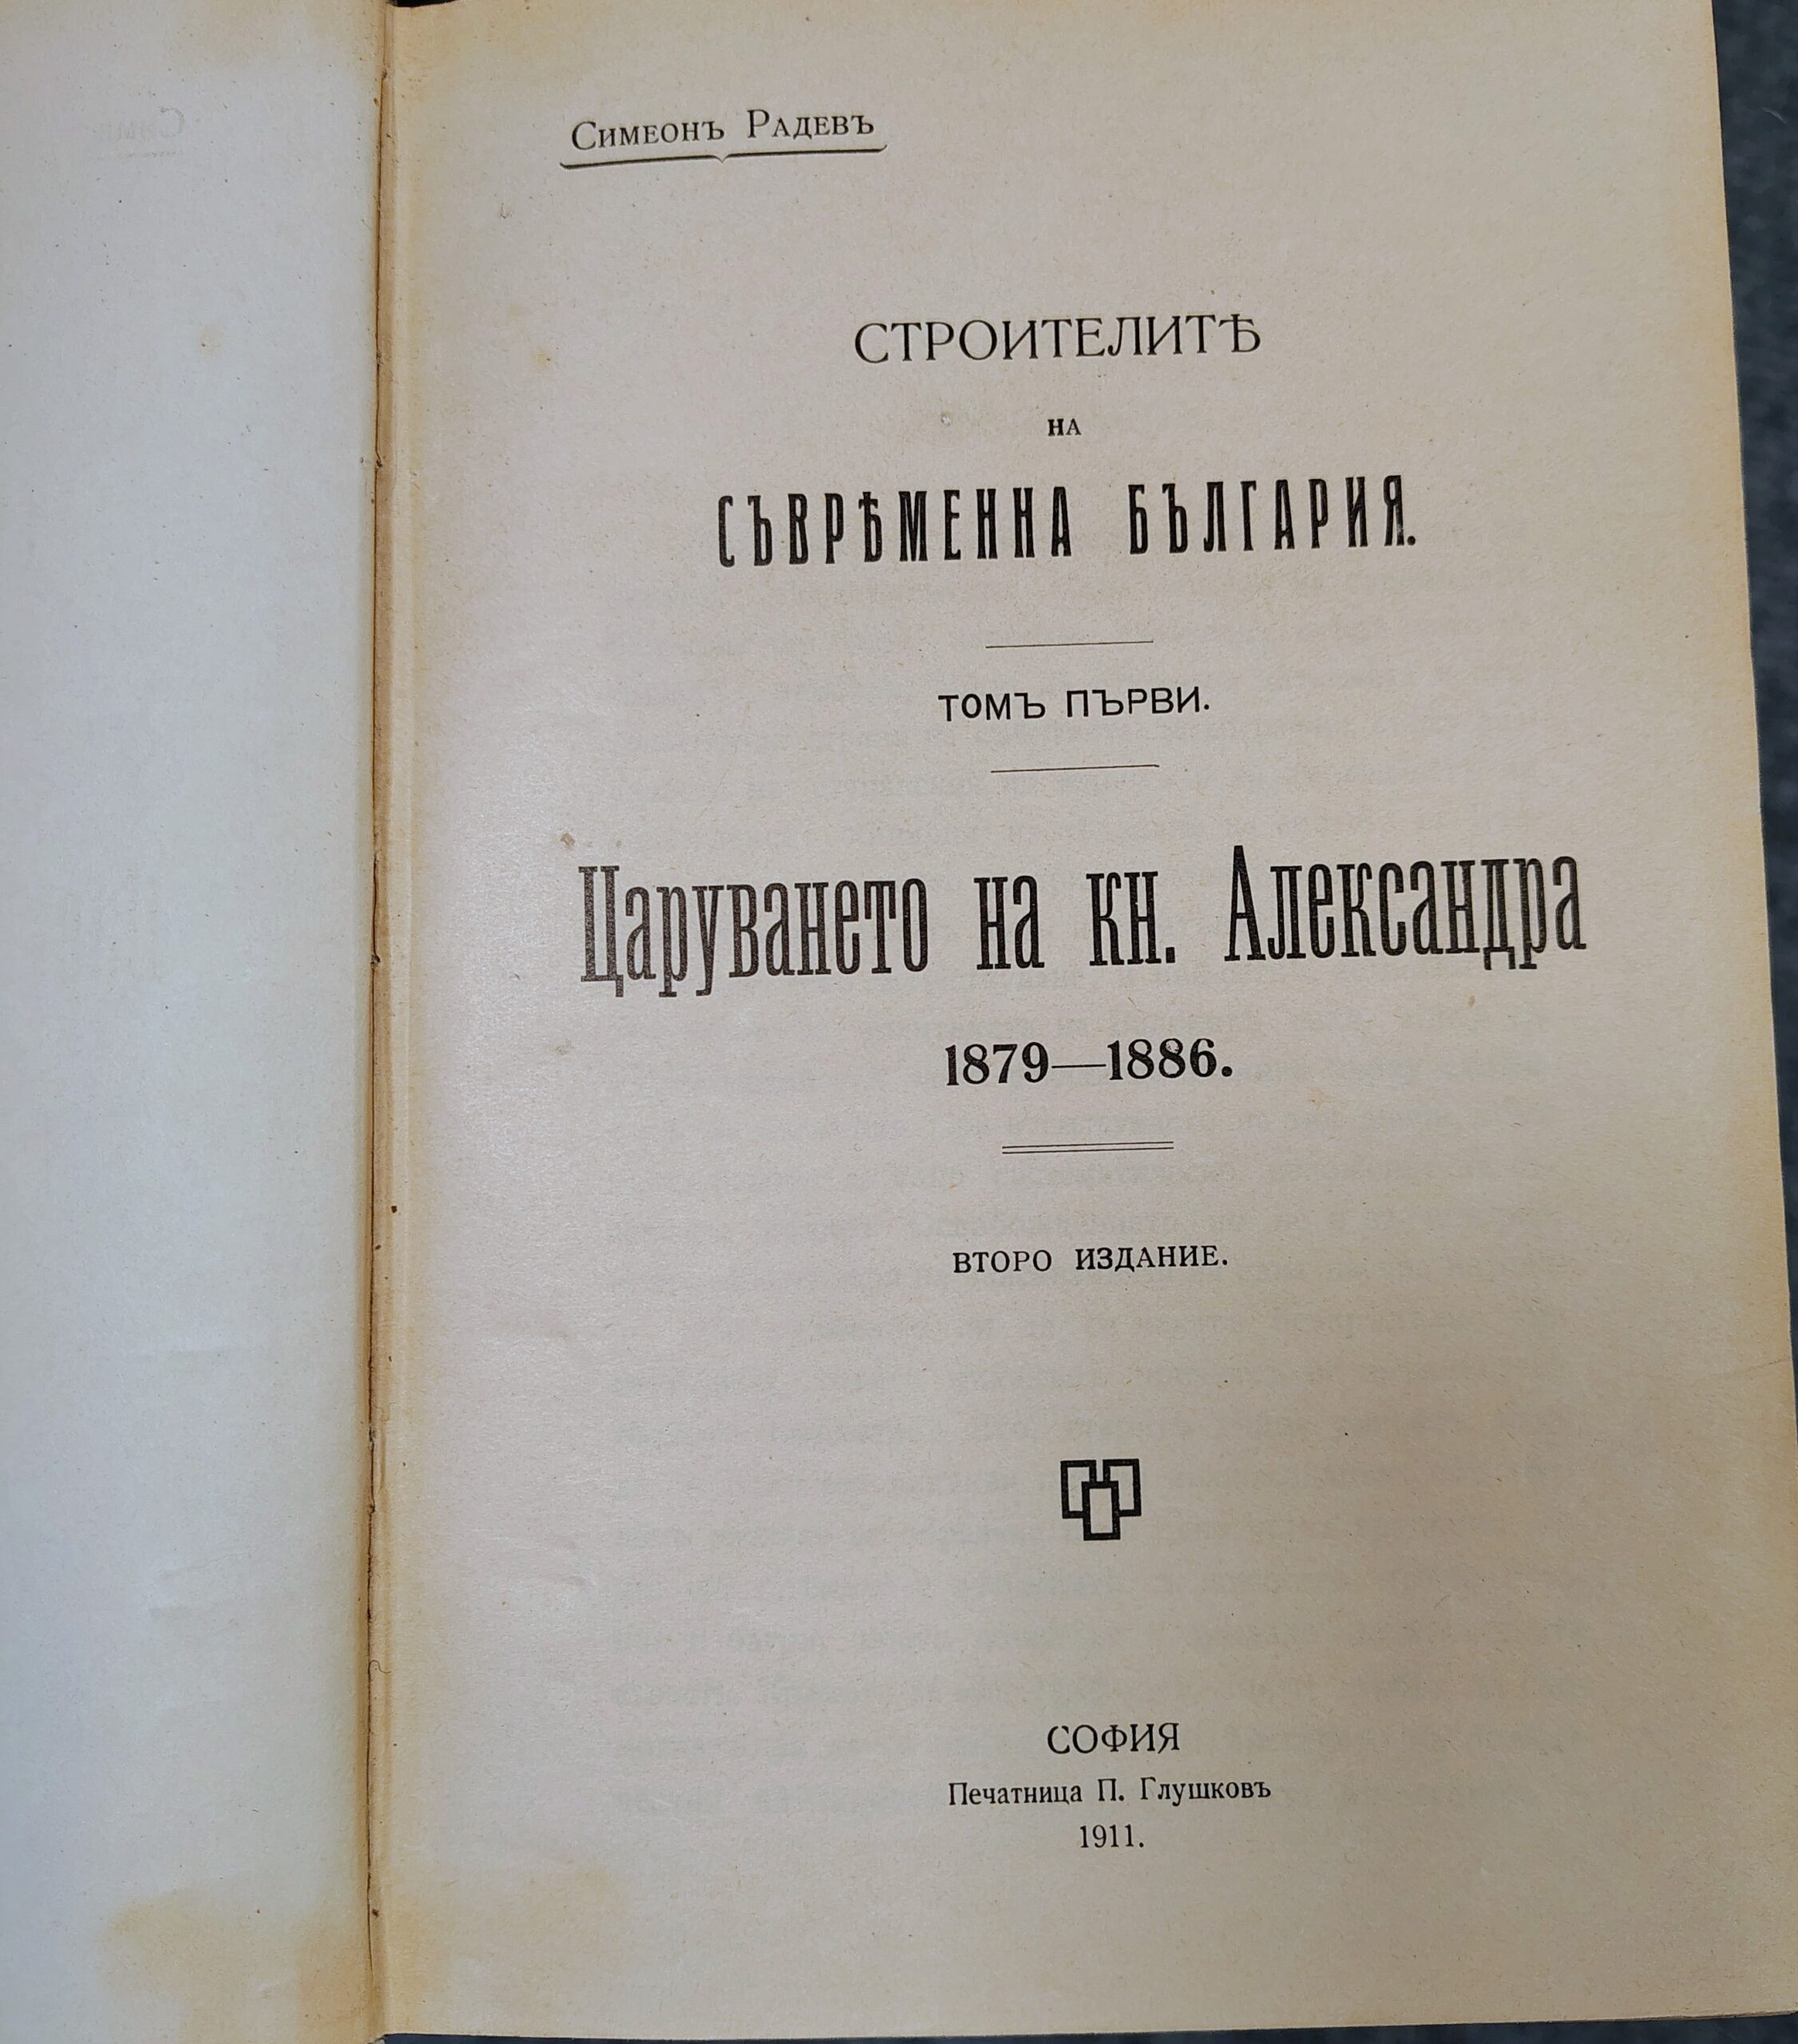 Симеонъ Радевъ
СТРОИТЕЛИТѢ
НА
СЪВРѢМЕННА БЪЛГАРИЯ.
ТОМЪ ПЪРВИ.
Царуването на кн. Александра
1879—1886.
ВТОРО ИЗДАНИЕ.
СОФИЯ
Печатница П. Глушковъ
1911.